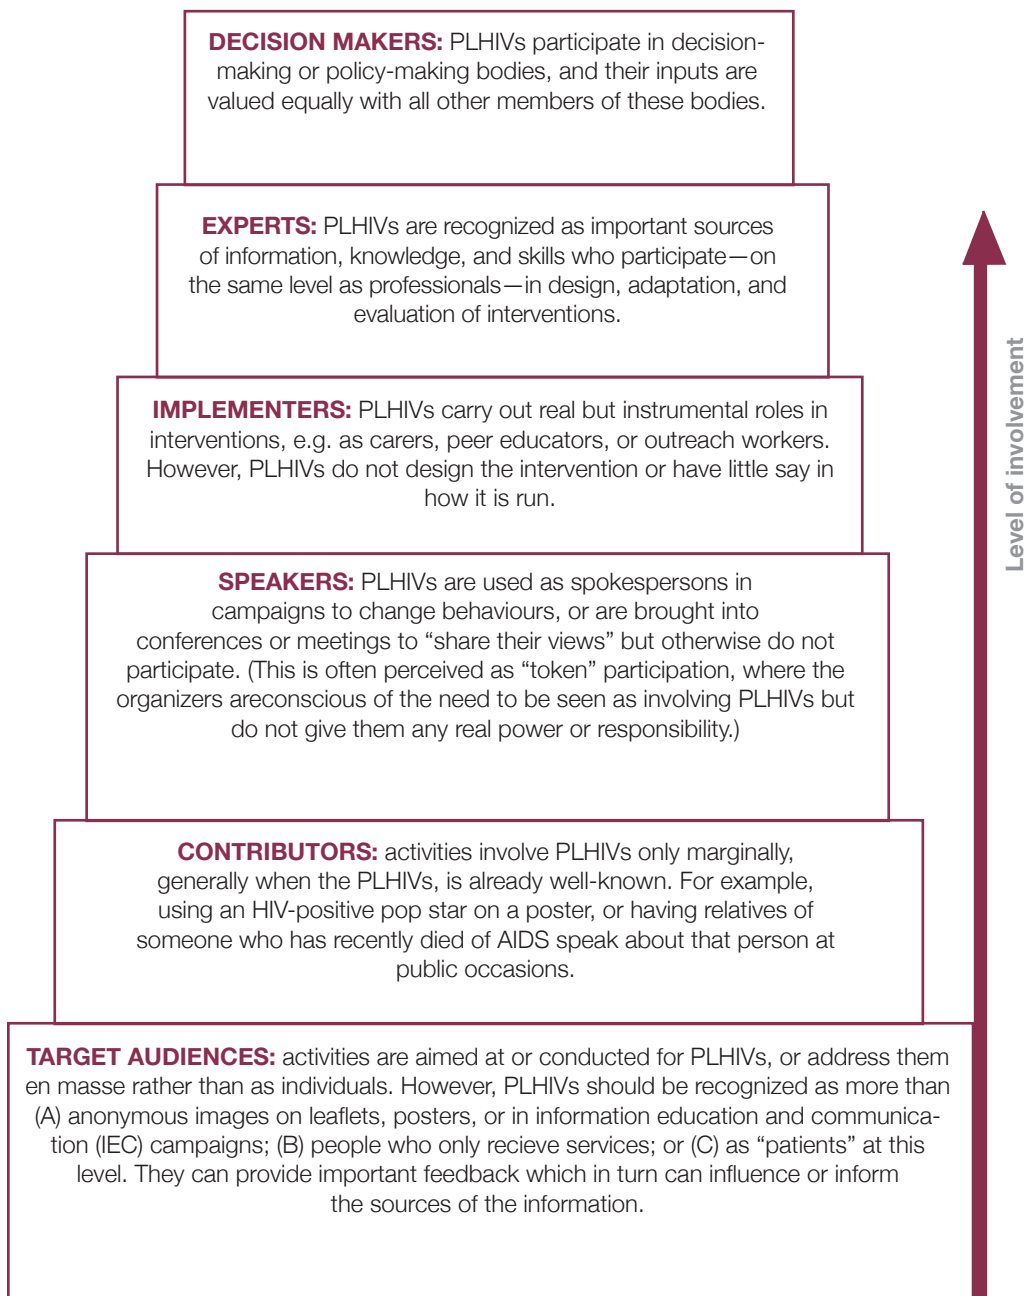 DECISION MAKERS: PLHIVs participate in decision-
making or policy-making bodies, and their inputs are
valued equally with all other members of these bodies.
EXPERTS: PLHIVs are recognized as important sources
of information, knowledge, and skills who participate—on
the same level as professionals—in design, adaptation, and
evaluation of interventions.
IMPLEMENTERS: PLHIVs carry out real but instrumental roles in
interventions, e.g. as carers, peer educators, or outreach workers.
However, PLHIVs do not design the intervention or have little say in
how it is run.
SPEAKERS: PLHIVs are used as spokespersons in
campaigns to change behaviours, or are brought into
conferences or meetings to “share their views” but otherwise do not
participate. (This is often perceived as “token” participation, where the
organizers areconscious of the need to be seen as involving PLHIVs but
do not give them any real power or responsibility.)
CONTRIBUTORS: activities involve PLHIVs only marginally,
generally when the PLHIVs, is already well-known. For example,
using an HIV-positive pop star on a poster, or having relatives of
someone who has recently died of AIDS speak about that person at
public occasions.
TARGET AUDIENCES: activities are aimed at or conducted for PLHIVs, or address them
en masse rather than as individuals. However, PLHIVs should be recognized as more than
(A) anonymous images on leaflets, posters, or in information education and communica-
tion (IEC) campaigns; (B) people who only recieve services; or (C) as “patients” at this
level. They can provide important feedback which in turn can influence or inform
the sources of the information.
Level of involvement